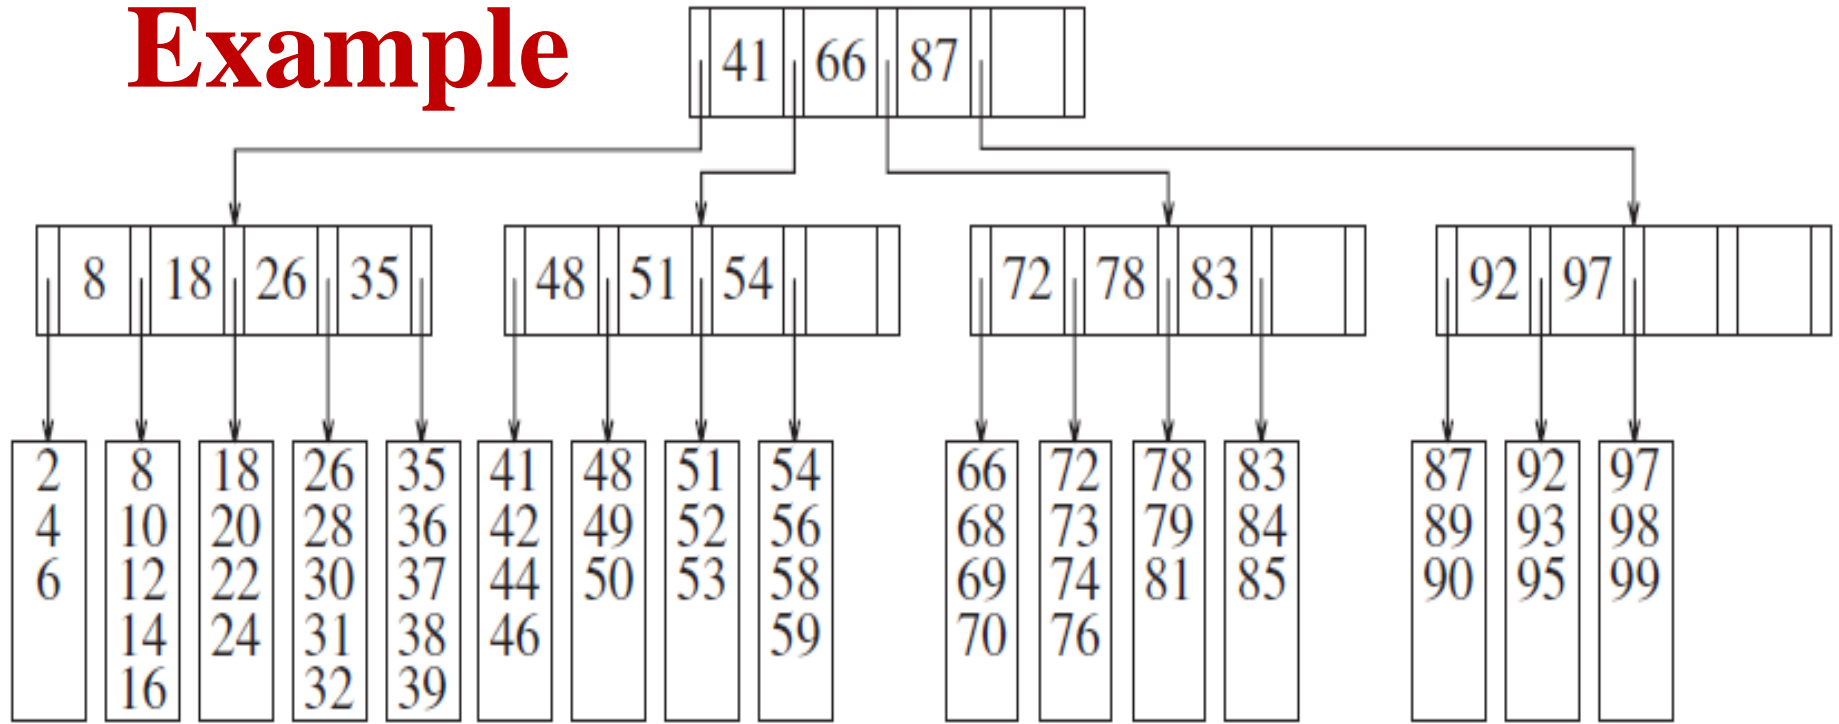 Example
41 66 87
8 18 26 35 48 51 54 72 78 83 92 97
2 8 18 26 35 41 48 51 54 66 72 78 83 87 92 97
4 10 20 28 36 42 49 52 56 68 73 79 84 89 93 98
6 12 22 30 37 44 50 53 58 69 74 81 85 90 95 99
14 24 31 38 46 59 70 76
16 32 39